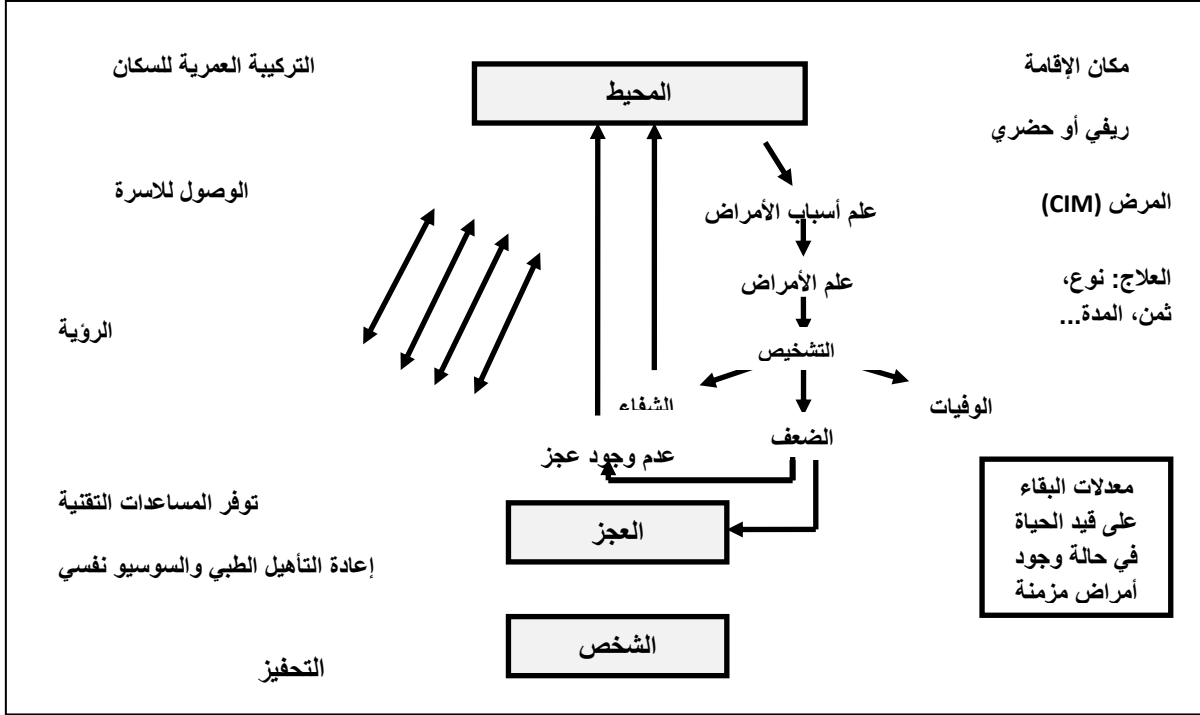 مكان الإقامة
المحيط
التركيبة العمرية للسكان
ريفي أو حضري
المرض (CIM)
علم أسباب الأمراض
الوصول للاسرة
العلاج: نوع،
ثمن، المدة...
علم الأمراض
الرؤية
التشخيص
الوفيات
الشفاء
الضعف
عدم وجود عجز
معدلات البقاء
على قيد الحياة
في حالة وجود
أمراض مزمنة
العجز
توفر المساعدات التقنية
إعادة التأهيل الطبي والسوسيو نفسي
الشخص
التحفيز